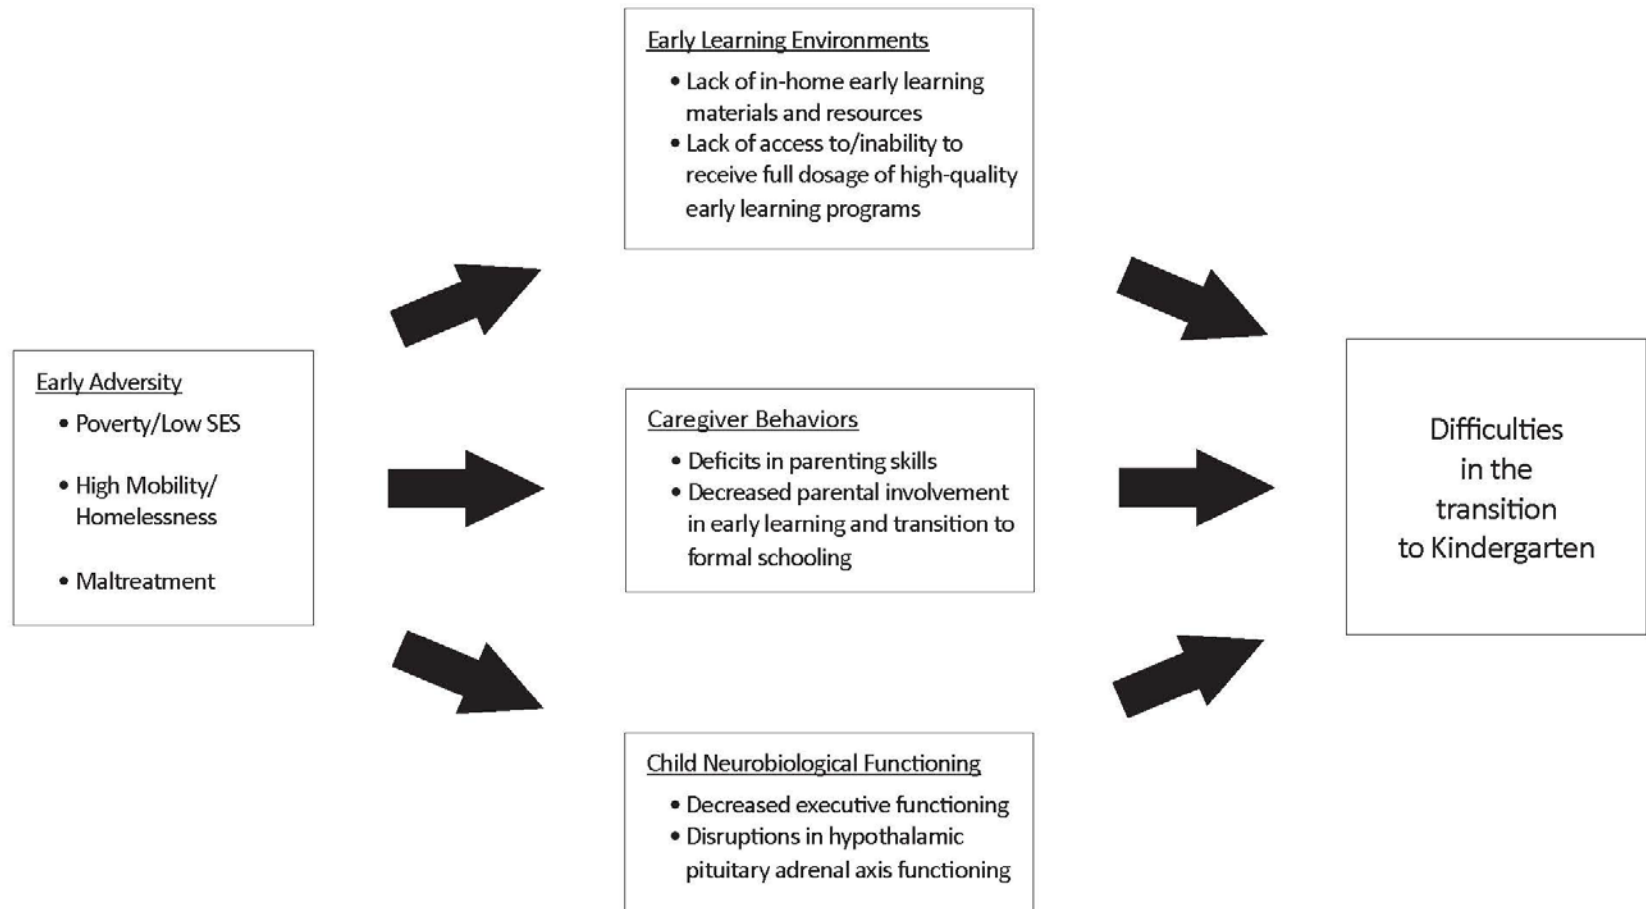 Early Learning Environments
• Lack of in-home early learning
materials and resources
• Lack of access to/inability to
receive full dosage of high-quality
early learning programs
Early Adversity
• Poverty/Low SES
• High Mobility/
Homelessness
• Maltreatment
Caregiver Behaviors
• Deficits in parenting skills
• Decreased parental involvement
in early learning and transition to
formal schooling
Difficulties
in the
transition
to Kindergarten
Child Neurobiological Functioning
• Decreased executive functioning
• Disruptions in hypothalamic
pituitary adrenal axis functioning